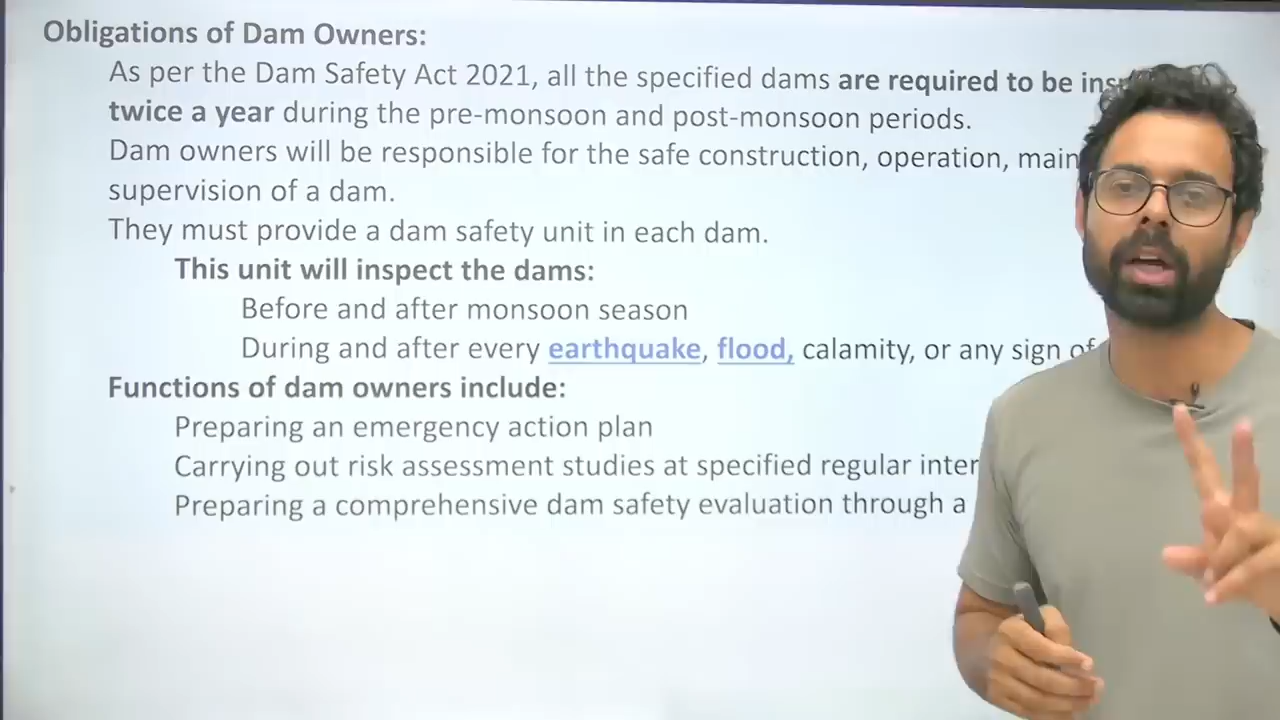 Obligations of Dam Owners:
As per the Dam Safety Act 2021, all the specified dams are required to be
twice a year during the pre-monsoon and post-monsoon periods.
Dam owners will be responsible for the safe construction, operation,
supervision of a dam.
They must provide a dam safety unit in each dam.
This unit will inspect the dams:
Before and after monsoon season
During and after every earthquake, flood, calamity, or any sign of
Functions of dam owners include:
Preparing an emergency action plan
Carrying out risk assessment studies at specified regular
Preparing a comprehensive dam safety evaluation through a